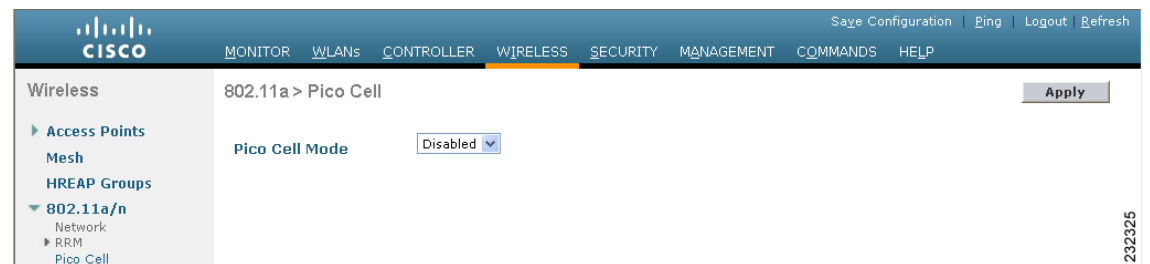 Save Configuration | Ping | Logout | Refresh
CISCO
MONITOR WLANs CONTROLLER WIRELESS SECURITY MANAGEMENT COMMANDS HELP
Wireless
802.11a > Pico Cell
Apply
Access Points
Mesh
HREAP Groups
802.11a/n
Network
RRM
Pico Cell
Pico Cell Mode
Disabled
232325